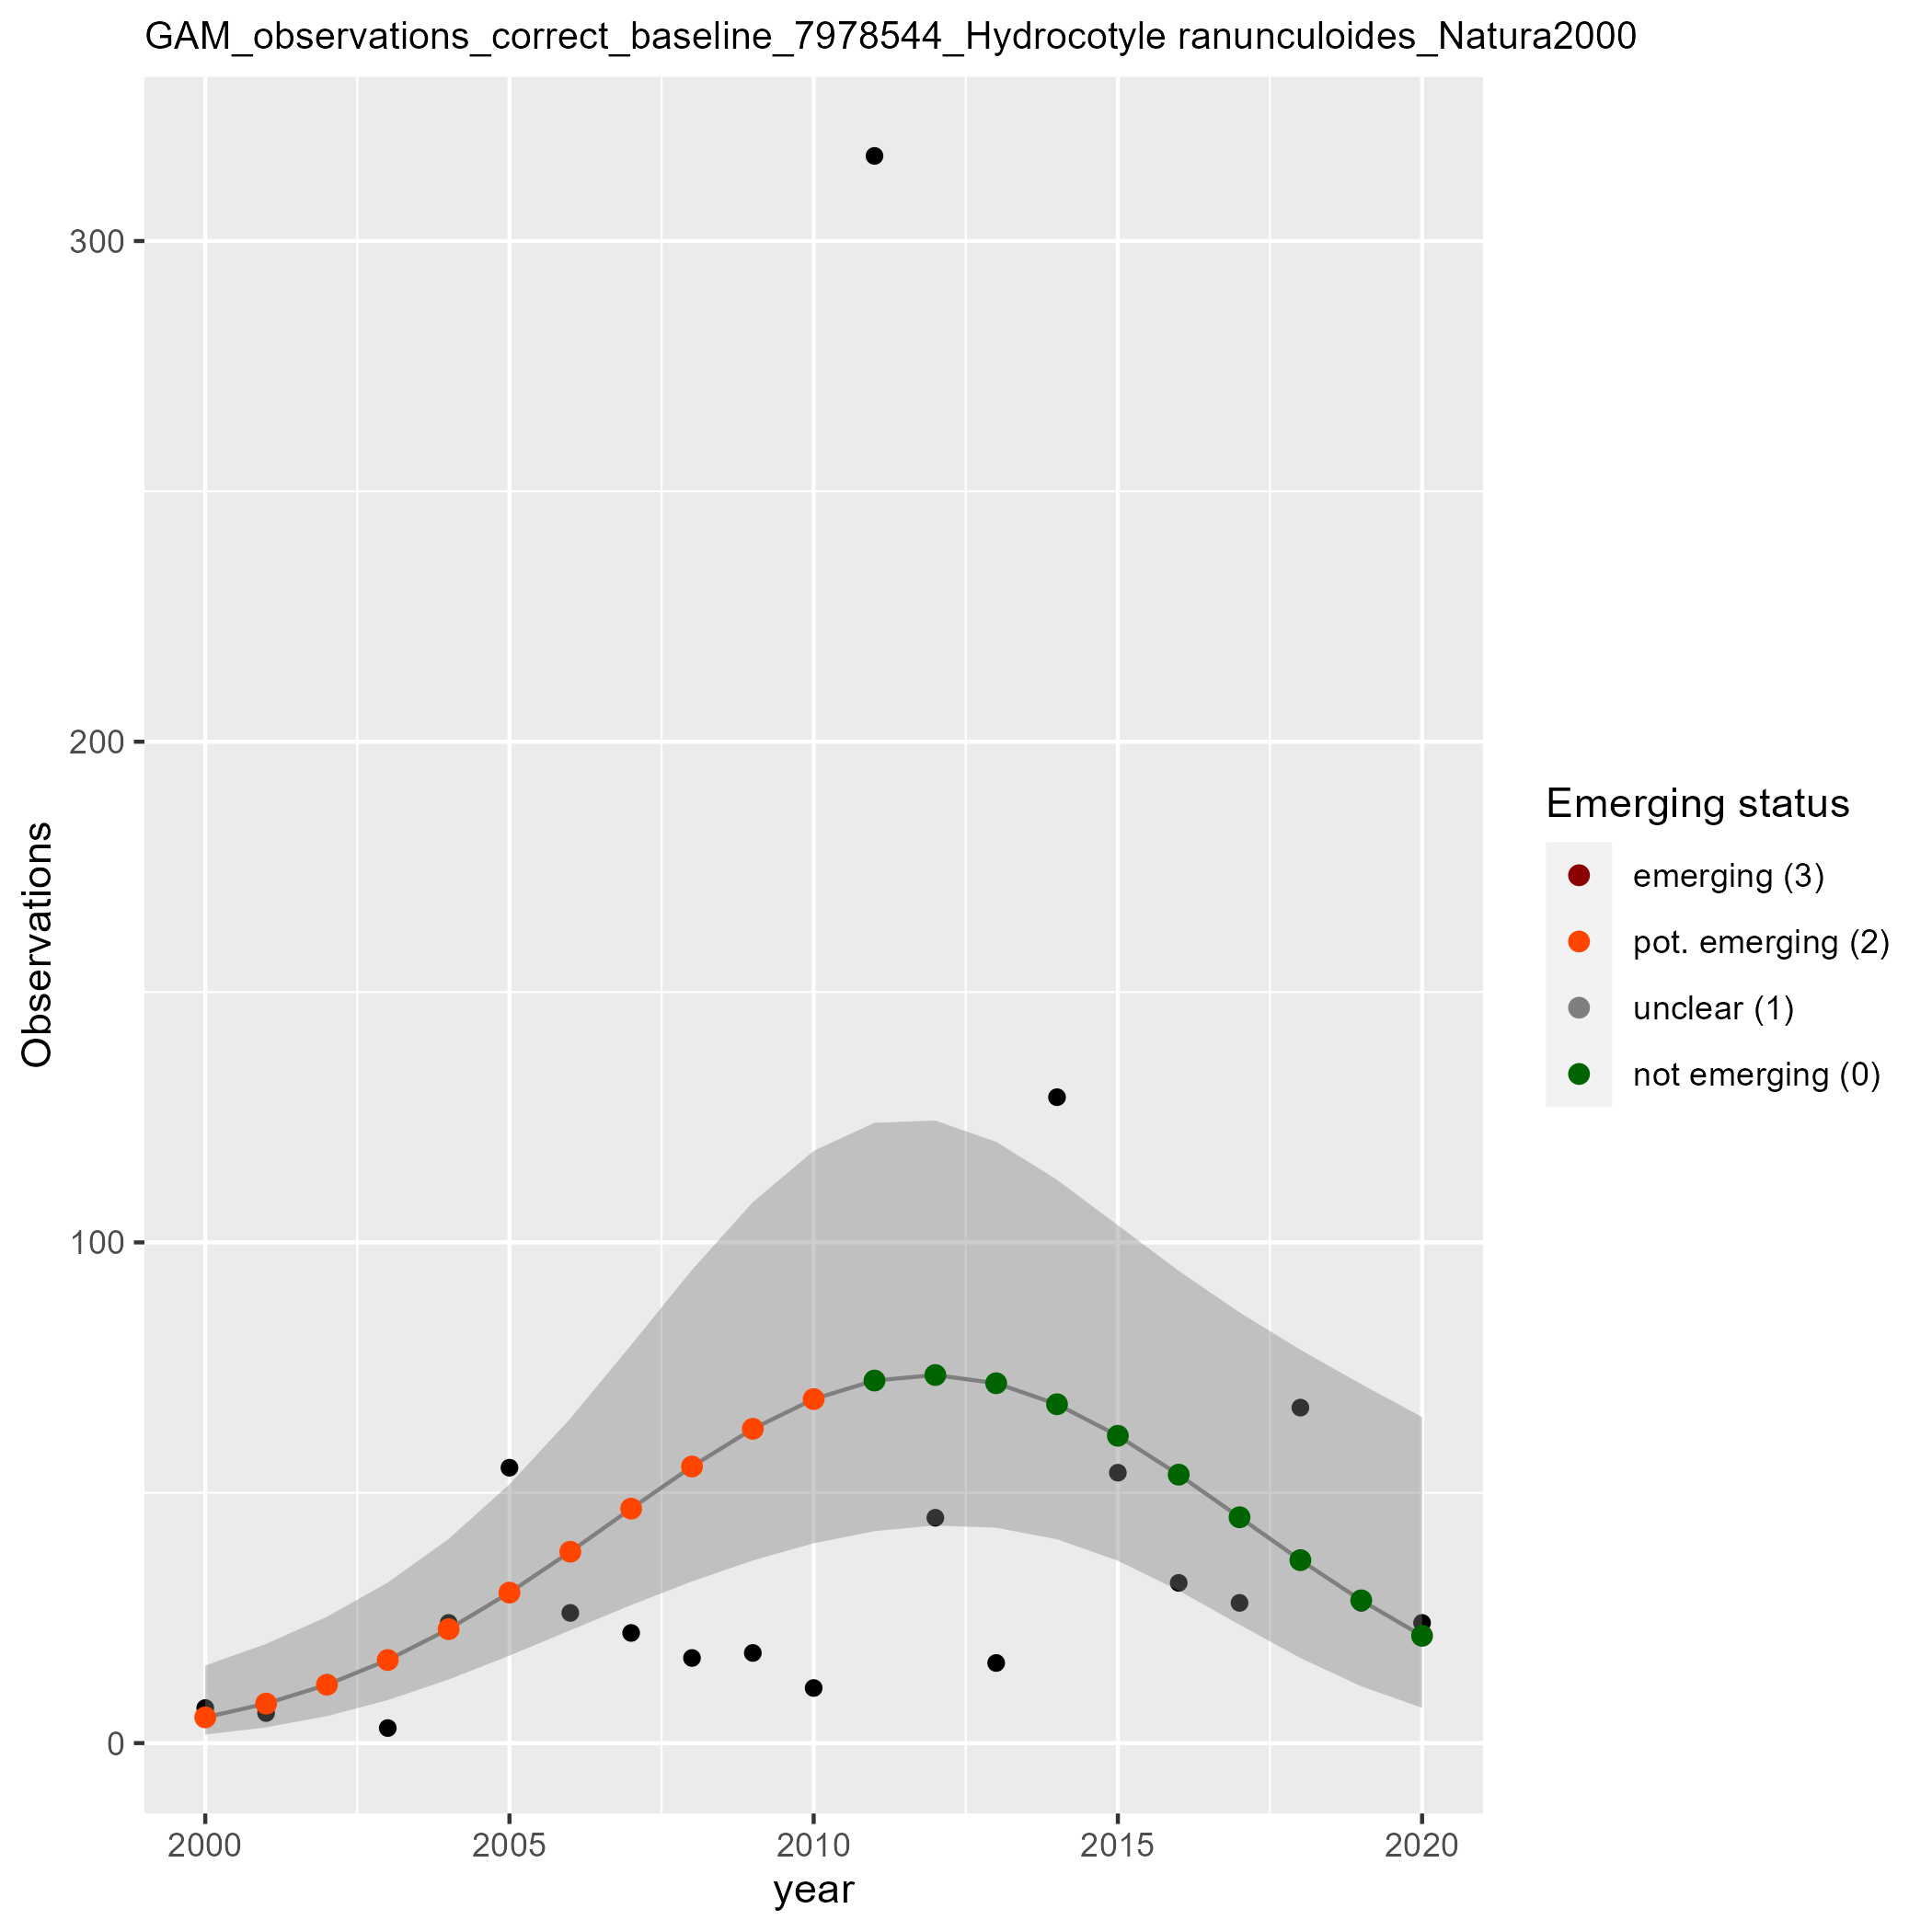 GAM_observations_correct_baseline_7978544_Hydrocotyle ranunculoides_Natura2000
Observations
300
200
100
0
2000 2005 2010 2015 2020
year
Emerging status
emerging (3)
pot. emerging (2)
unclear (1)
not emerging (0)